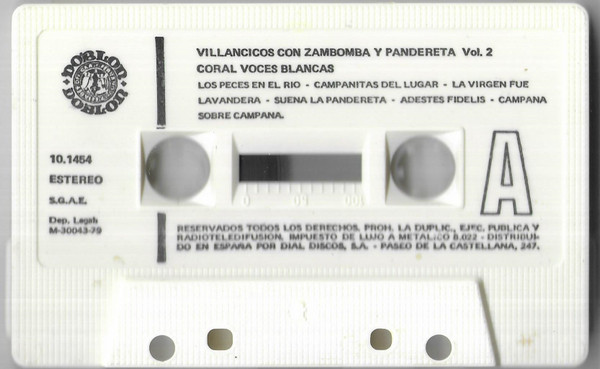 VILLANCICOS CON ZAMBOMBA Y PANDERETA Vol. 2
CORAL VOCES BLANCAS
LOS PECES EN EL RIO - CAMPANITAS DEL LUGAR - LA VIRGEN FUE
LAVANDERA - SUENA LA PANDERETA - ADESTES FIDELIS - CAMPANA
SOBRE CAMPANA.
DOBLON
DOBLON
10.1454
ESTEREO
S.G.A.E.
Dep. Legal:
M-30043-79
A
0 50 100
RESERVADOS TODOS LOS DERECHOS. PROH. LA DUPLIC., EJEC. PUBLICA Y
RADIOTELEDIFUSION. IMPUESTO DE LUJO A METALICO B.022 - DISTRIBUI-
DO EN ESPAÑA POR DIAL DISCOS, S.A. - PASEO DE LA CASTELLANA, 247.